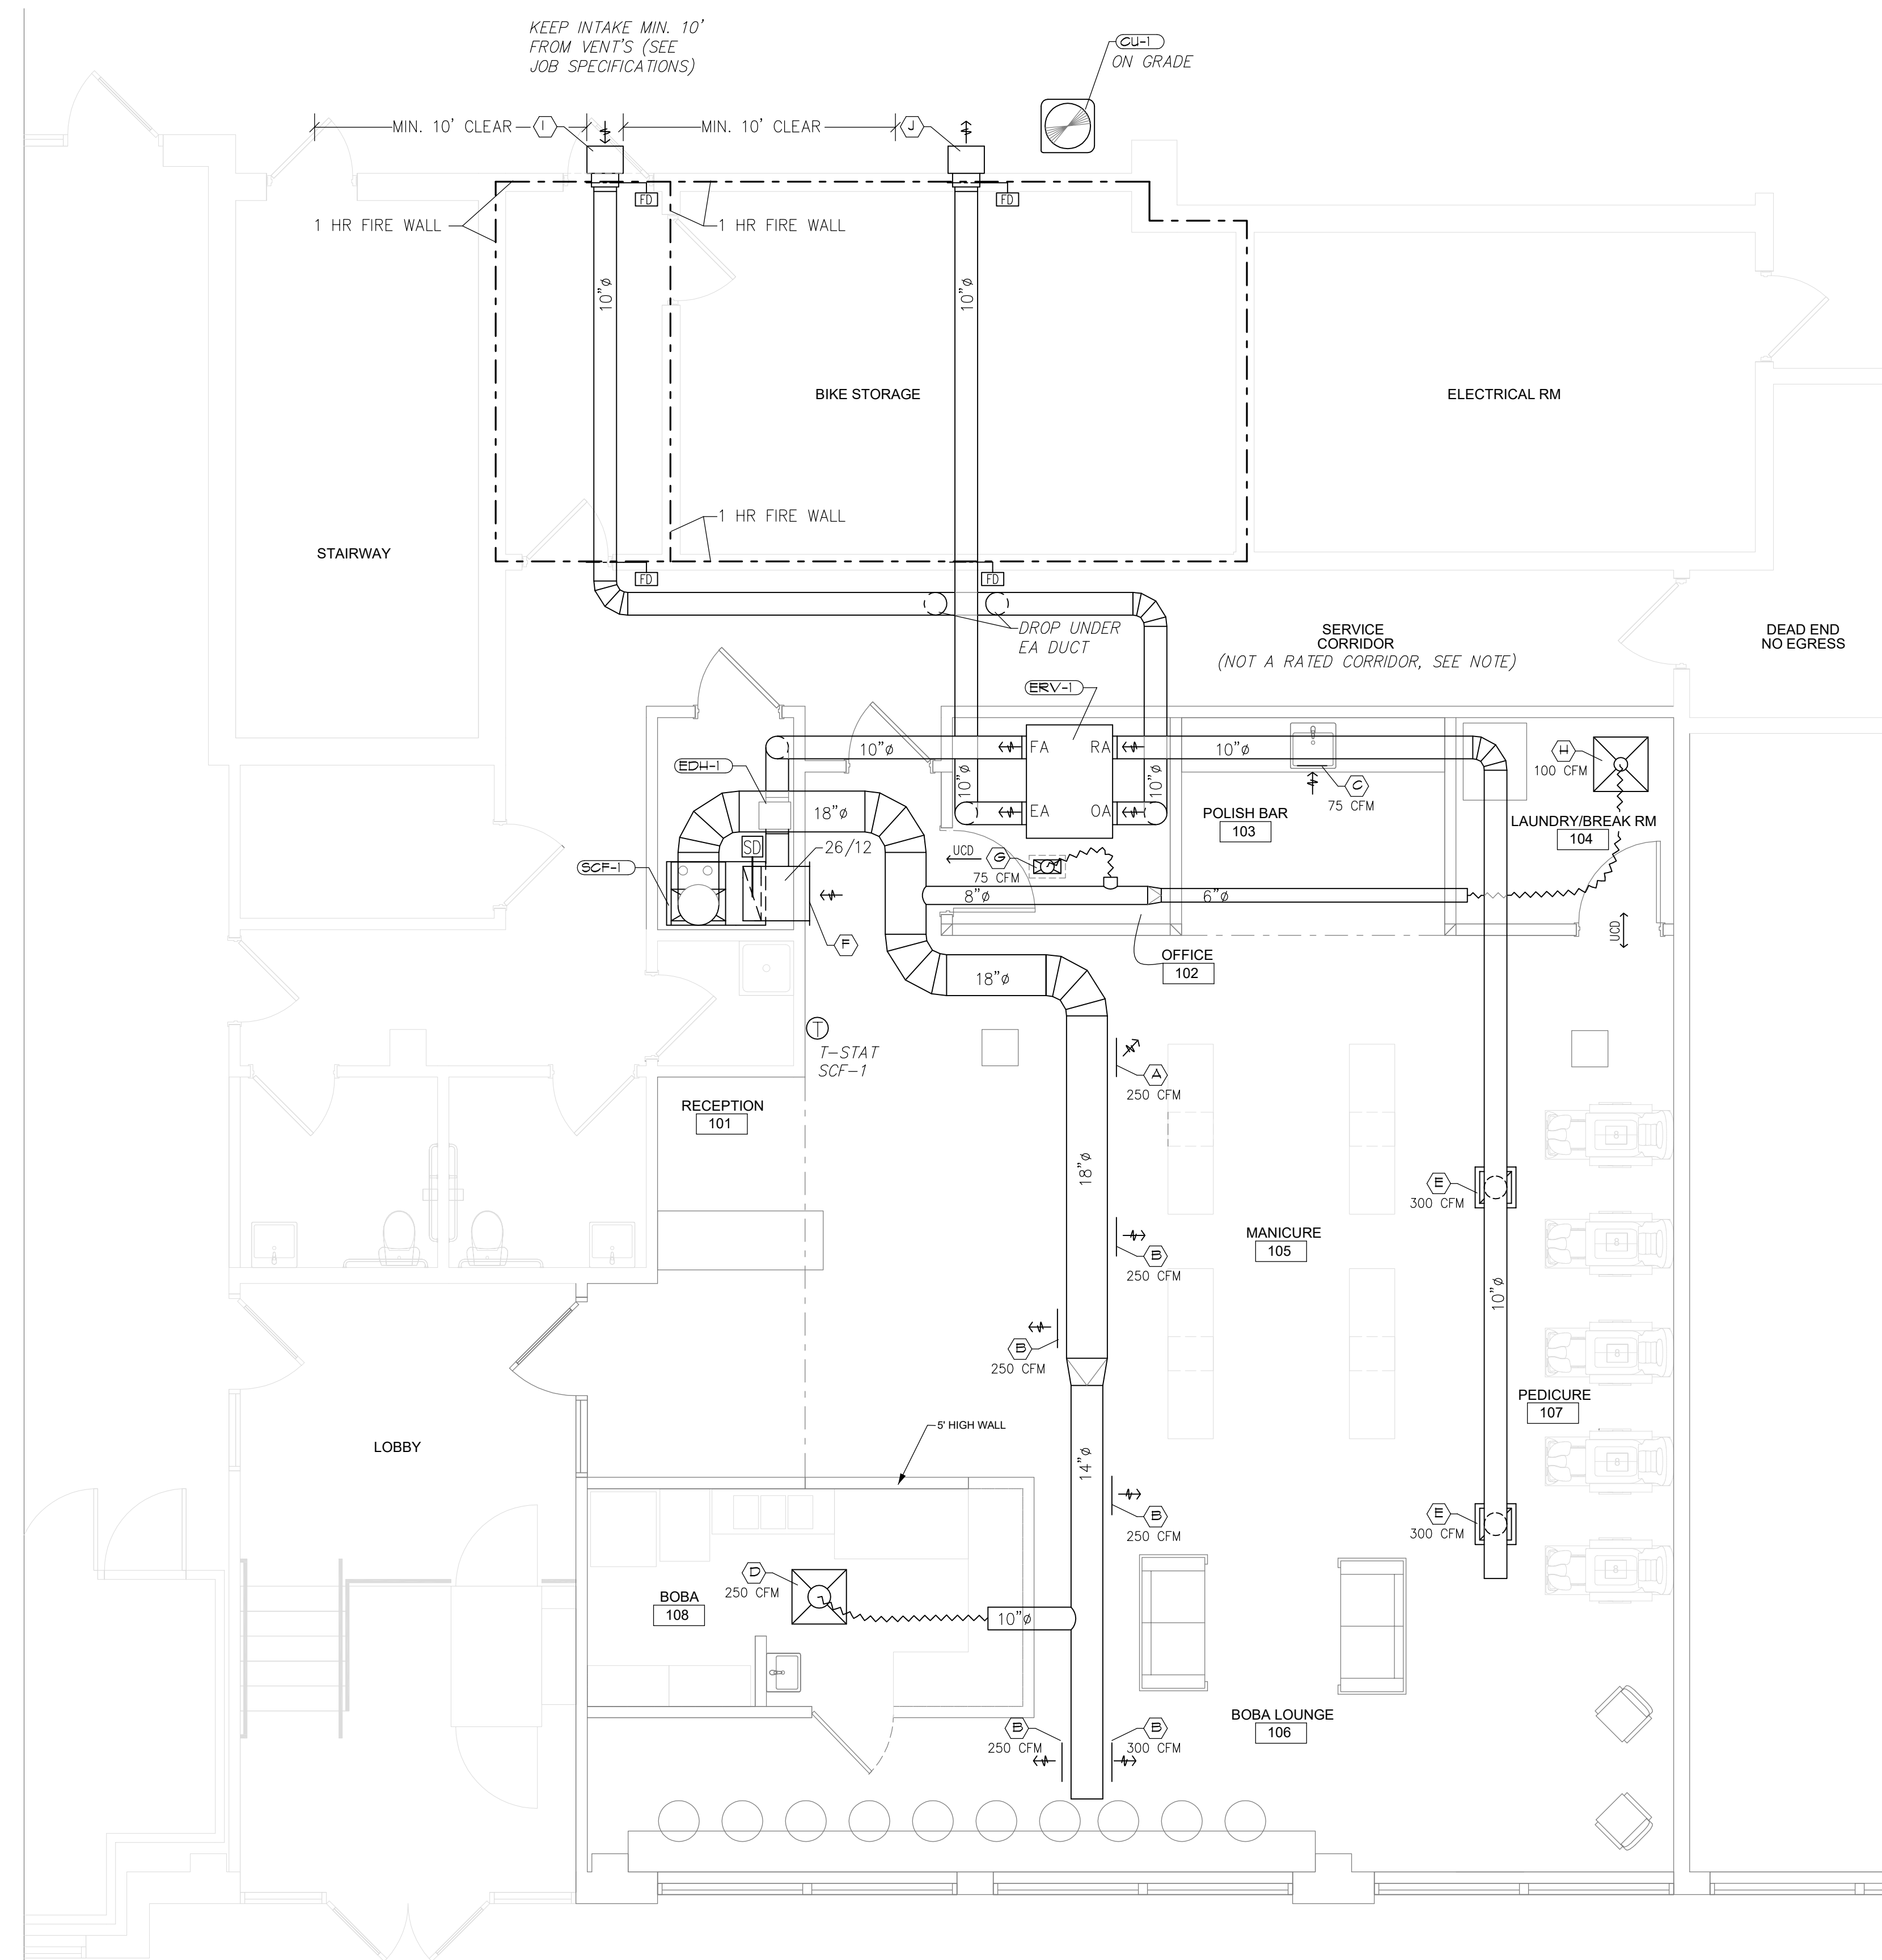 KEEP INTAKE MIN. 10'
FROM VENT'S (SEE
JOB SPECIFICATIONS)
CU-1
ON GRADE
MIN. 10' CLEAR
I
MIN. 10' CLEAR
J
FD
FD
1 HR FIRE WALL
1 HR FIRE WALL
10"ø
10"ø
BIKE STORAGE
ELECTRICAL RM
1 HR FIRE WALL
STAIRWAY
FD
FD
DROP UNDER
EA DUCT
SERVICE
CORRIDOR
(NOT A RATED CORRIDOR, SEE NOTE)
DEAD END
NO EGRESS
ERV-1
10"ø
FA
RA
10"ø
H
100 CFM
EDH-1
10"ø
10"ø
C
75 CFM
18"ø
EA
OA
POLISH BAR
103
LAUNDRY/BREAK RM
104
SD
26/12
UCD
G
75 CFM
SCF-1
8"ø
6"ø
F
UCD
OFFICE
102
18"ø
T
T-STAT
SCF-1
A
250 CFM
RECEPTION
101
18"ø
E
300 CFM
MANICURE
105
B
250 CFM
10"ø
B
250 CFM
PEDICURE
107
5' HIGH WALL
LOBBY
14"ø
B
250 CFM
E
300 CFM
D
250 CFM
BOBA
108
10"ø
BOBA LOUNGE
106
B
250 CFM
B
300 CFM